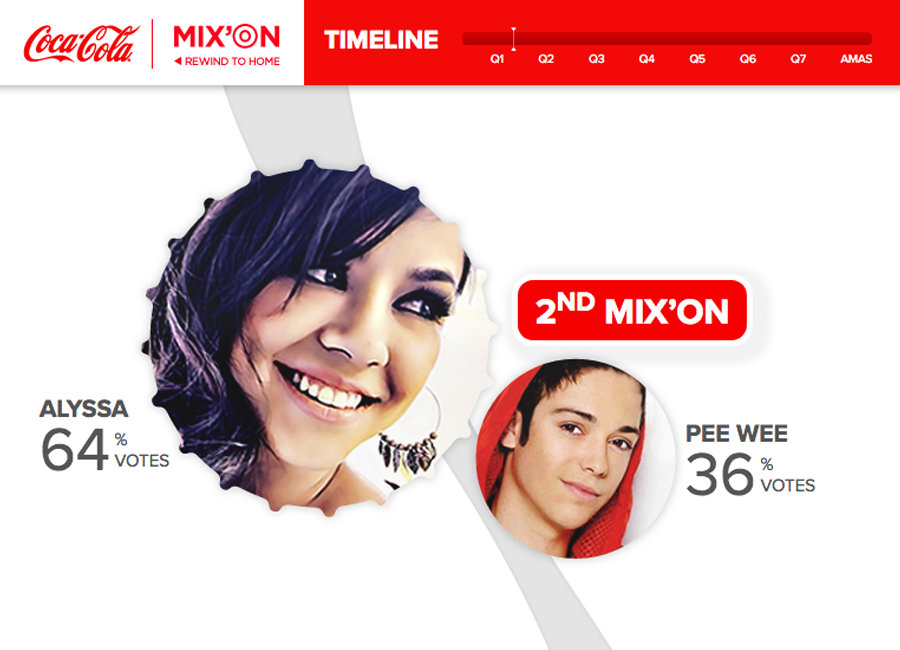 Coca-Cola
MIX'ON
REWIND TO HOME
TIMELINE
Q1 Q2 Q3 Q4 Q5 Q6 Q7 AMAS
2ND MIX'ON
ALYSSA
64 %
VOTES
PEE WEE
36 %
VOTES